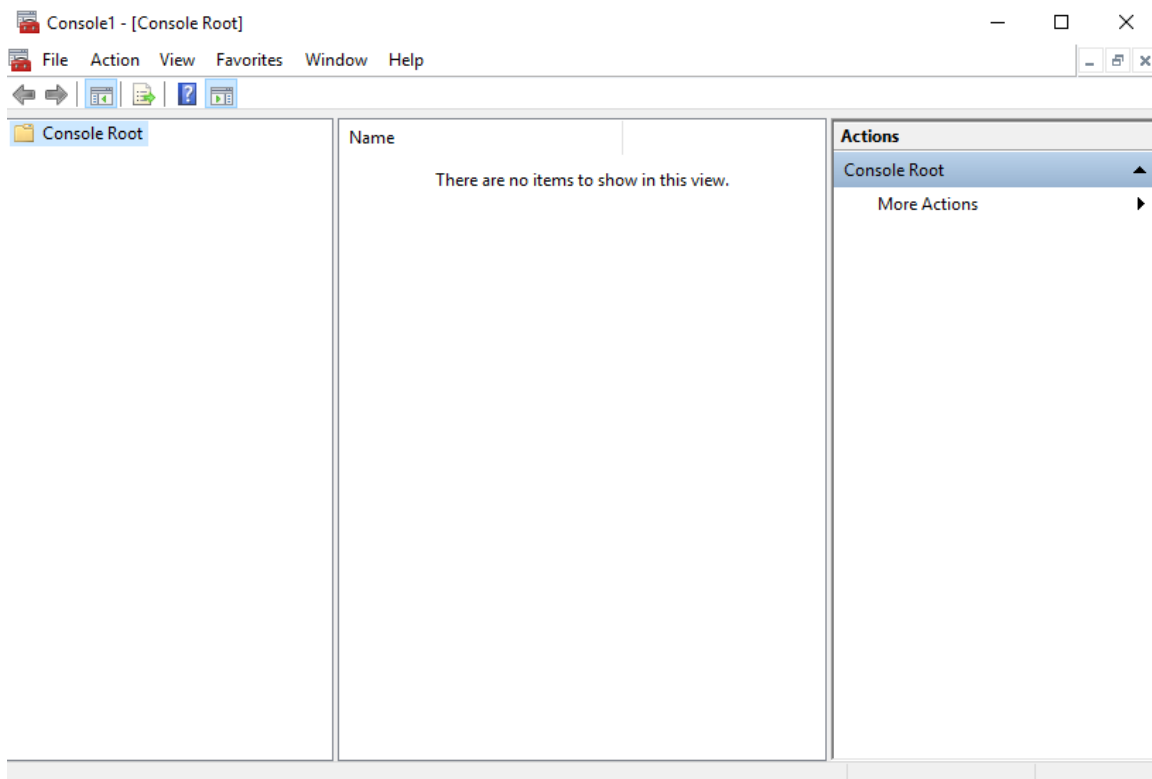 Console1 - [Console Root]
File Action View Favorites Window Help
Console Root
Name
There are no items to show in this view.
Actions
Console Root
More Actions